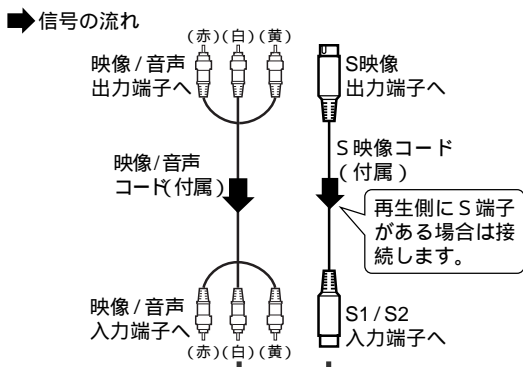 信号の流れ
(赤)(白)(黄)
映像/音声
出力端子へ
S映像
出力端子へ
映像/音声
コード(付属)
S映像コード
(付属)
再生側にS端子
がある場合は接
続します。
映像/音声
入力端子へ
(赤)(白)(黄)
S1/S2
入力端子へ